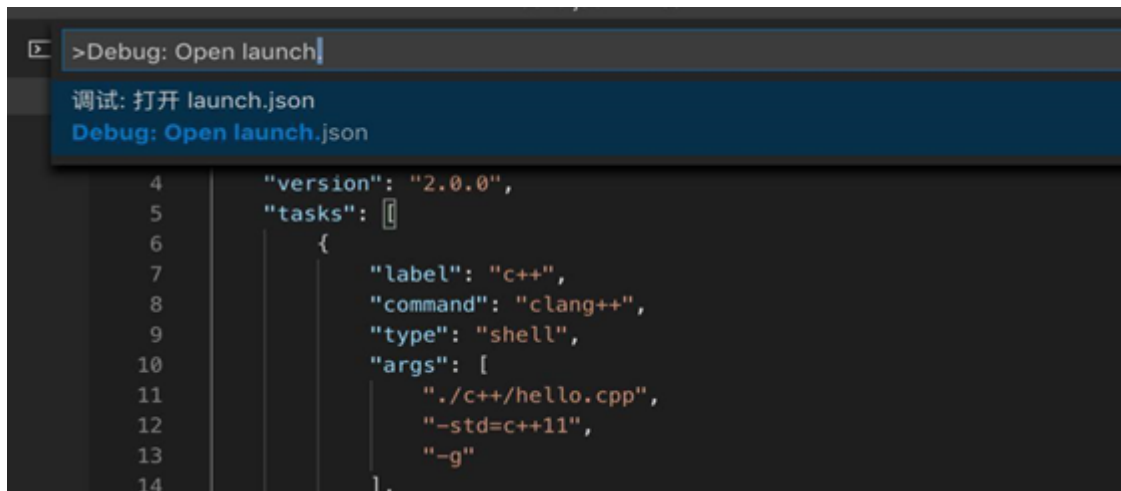 >Debug: Open launch.
调试: 打开 launch.json
Debug: Open launch.json
4 "version": "2.0.0",
5 "tasks": [
6 {
7 "label": "c++",
8 "command": "clang++",
9 "type": "shell",
10 "args": [
11 "./c++/hello.cpp",
12 "-std=c++11",
13 "-g"
14 ],